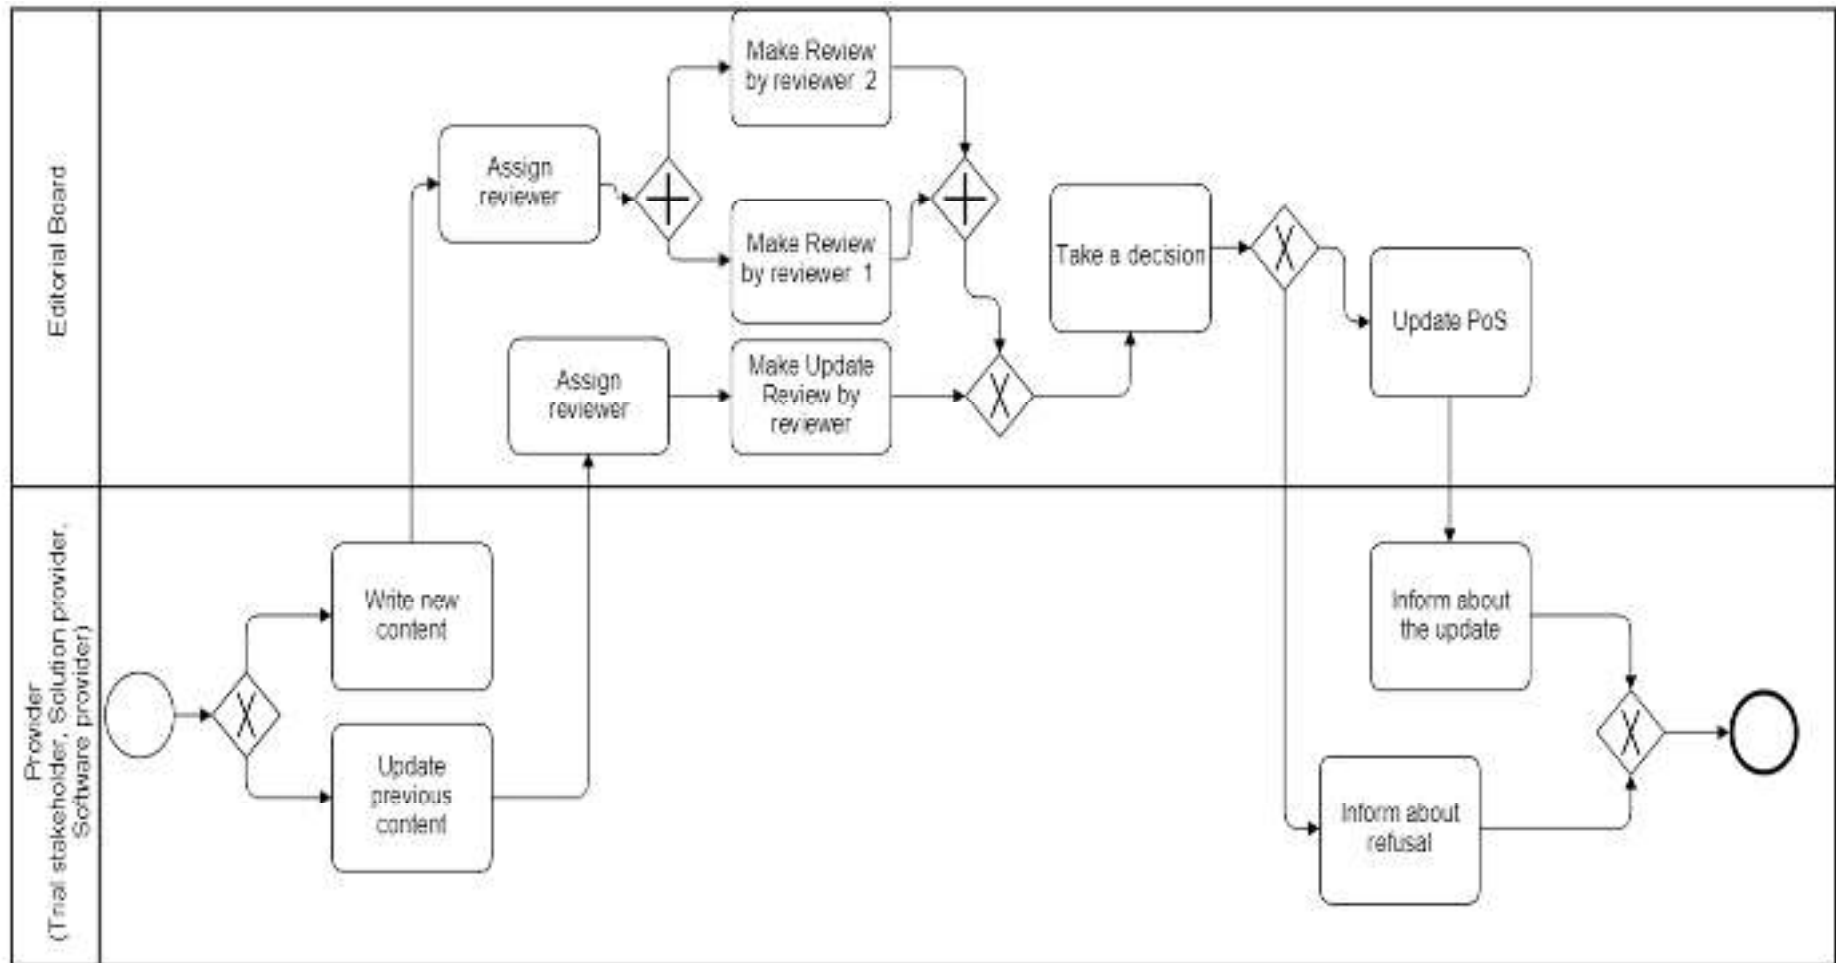 Editorial Board
Make Review
by reviewer 2
Assign
reviewer
Make Review
by reviewer 1
Take a decision
Update PoS
Assign
reviewer
Make Update
Review by
reviewer
Provider
(Trial stakeholder, Solution provider,
Software provider)
Write new
content
Update
previous
content
Inform about
the update
Inform about
refusal